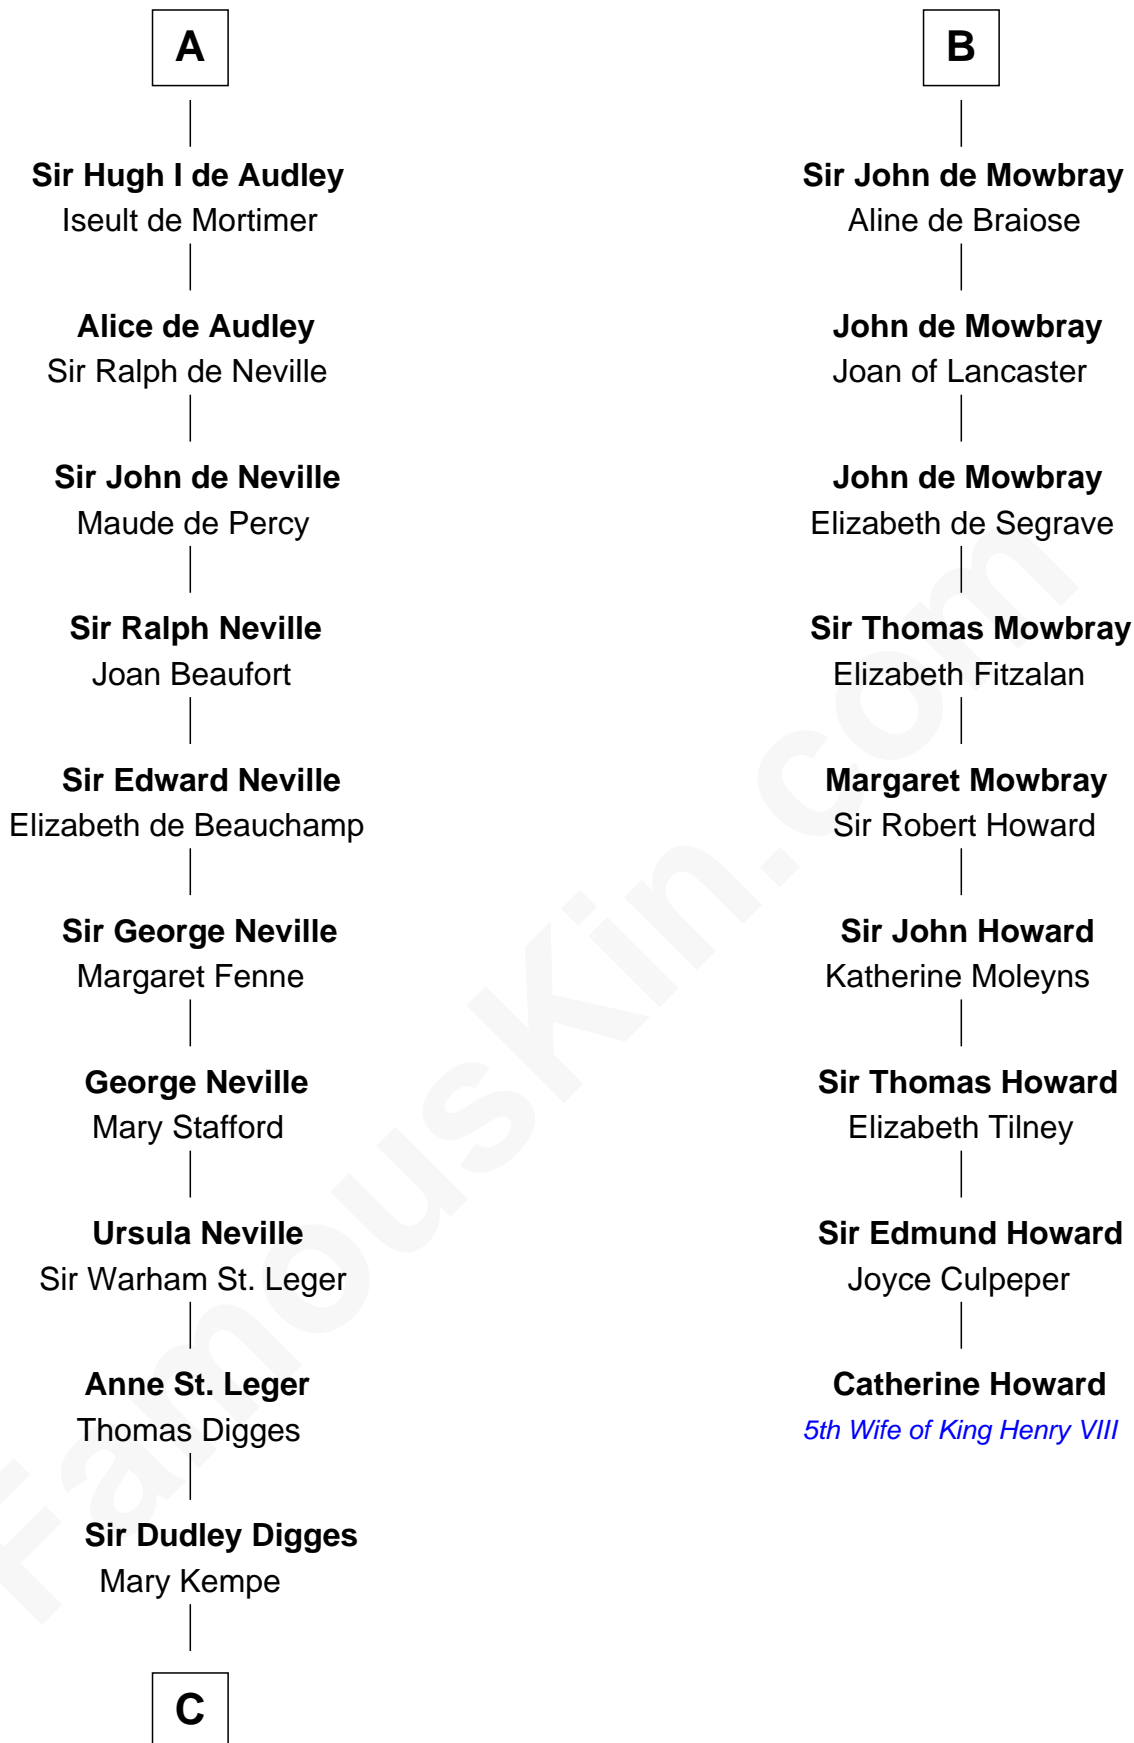 A
Sir Hugh I de Audley
Iseult de Mortimer
Alice de Audley
Sir Ralph de Neville
Sir John de Neville
Maude de Percy
Sir Ralph Neville
Joan Beaufort
Sir Edward Neville
Elizabeth de Beauchamp
Sir George Neville
Margaret Fenne
George Neville
Mary Stafford
Ursula Neville
Sir Warham St. Leger
Anne St. Leger
Thomas Digges
Sir Dudley Digges
Mary Kempe
C
B
Sir John de Mowbray
Aline de Braiose
John de Mowbray
Joan of Lancaster
John de Mowbray
Elizabeth de Segrave
Sir Thomas Mowbray
Elizabeth Fitzalan
Margaret Mowbray
Sir Robert Howard
Sir John Howard
Katherine Moleyns
Sir Thomas Howard
Elizabeth Tilney
Sir Edmund Howard
Joyce Culpeper
Catherine Howard
5th Wife of King Henry VIII
FamousKin.com